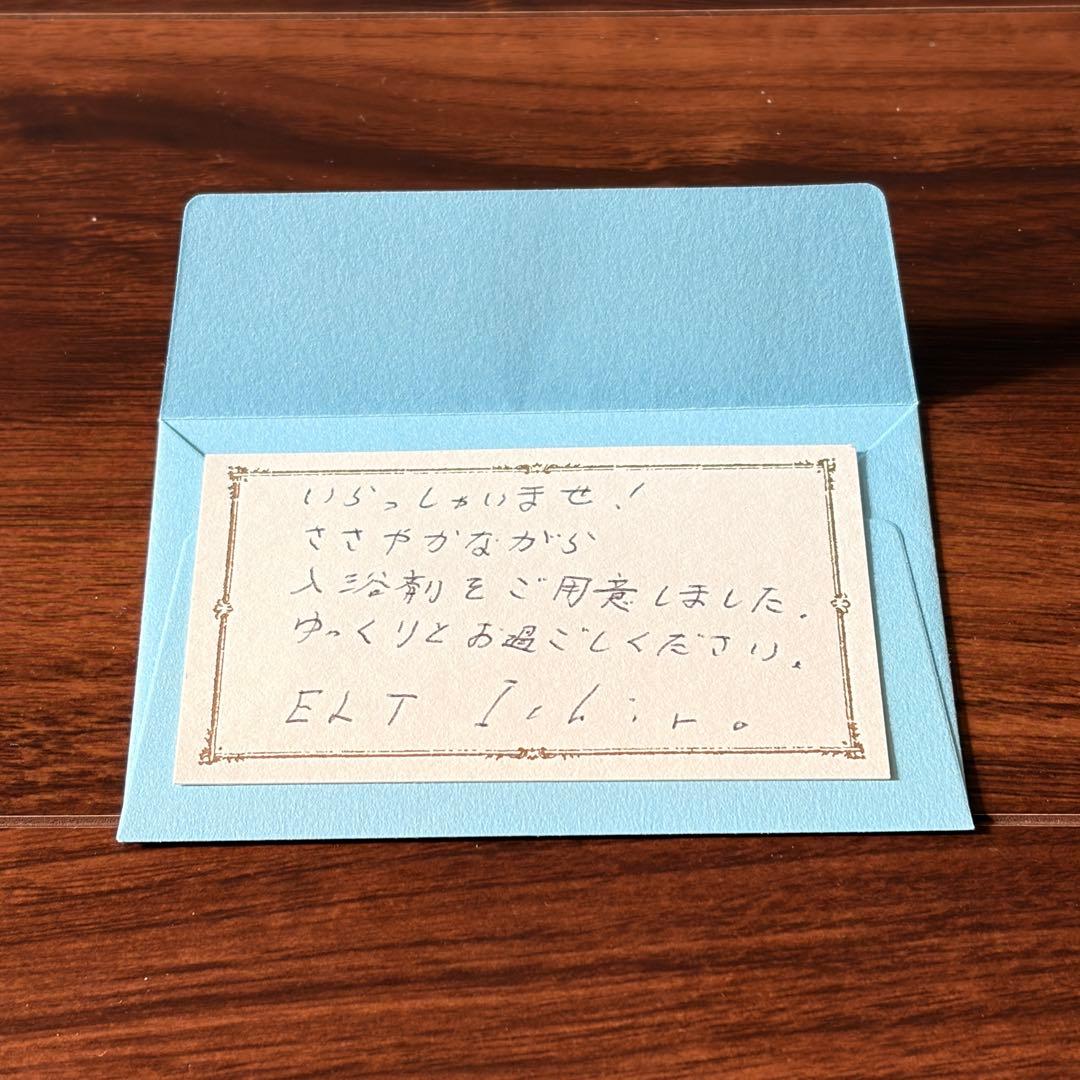 いらっしゃいませ!
ささやかながら
入浴剤をご用意しました。
ゆっくりとお過ごしください。
ELT Ichiro